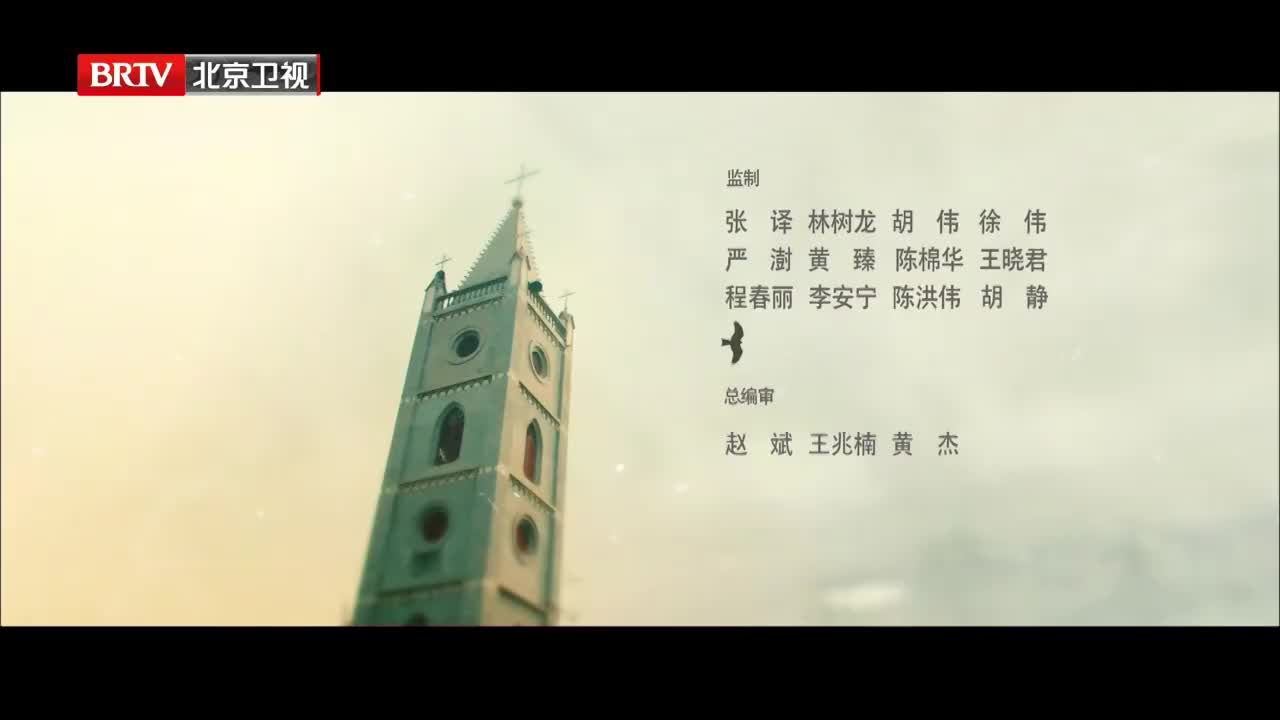 BRTV 北京卫视
监制
张 译 林树龙 胡 伟 徐 伟
严 澍 黄 臻 陈棉华 王晓君
程春丽 李安宁 陈洪伟 胡 静
总编审
赵 斌 王兆楠 黄 杰